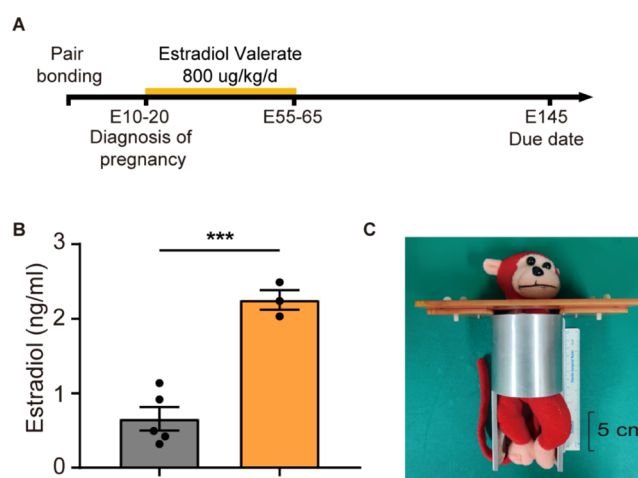 A
Pair
bonding
Estradiol Valerate
800 ug/kg/d
E10-20
Diagnosis of
pregnancy
E55-65
E145
Due date
B
Estradiol (ng/ml)
3
2
1
0
***
C
5 cm